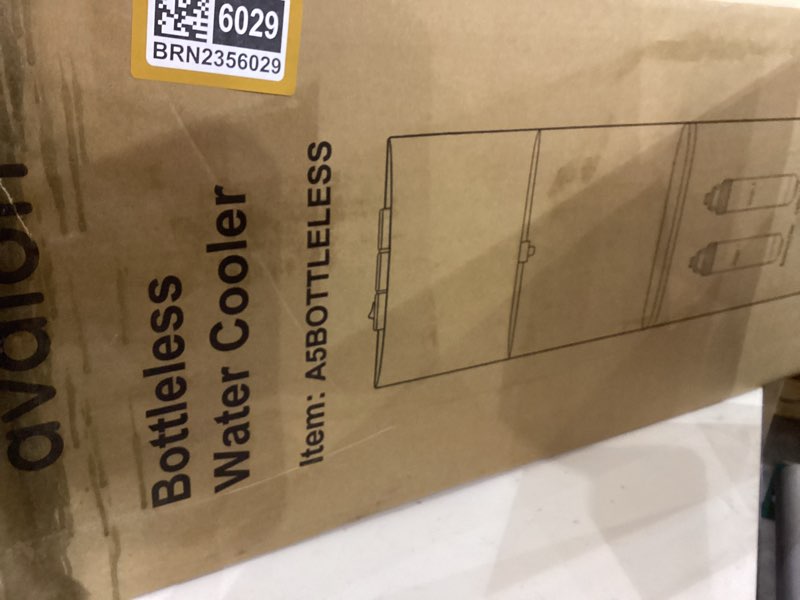 6029
BRN2356029
avalon
Bottleless
Water Cooler
Item: A5BOTTLELESS